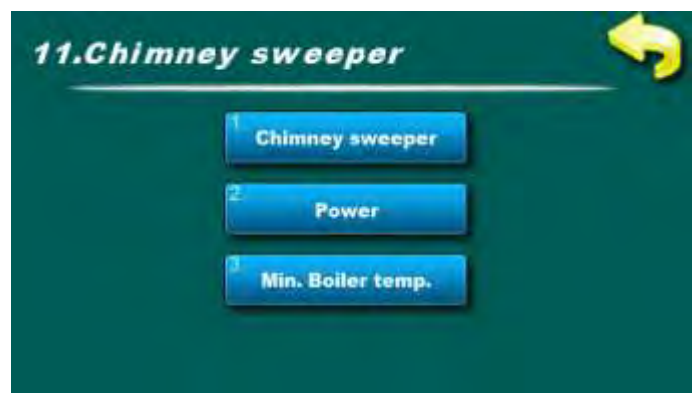 11.Chimney sweeper
1
Chimney sweeper
2
Power
3
Min. Boiler temp.